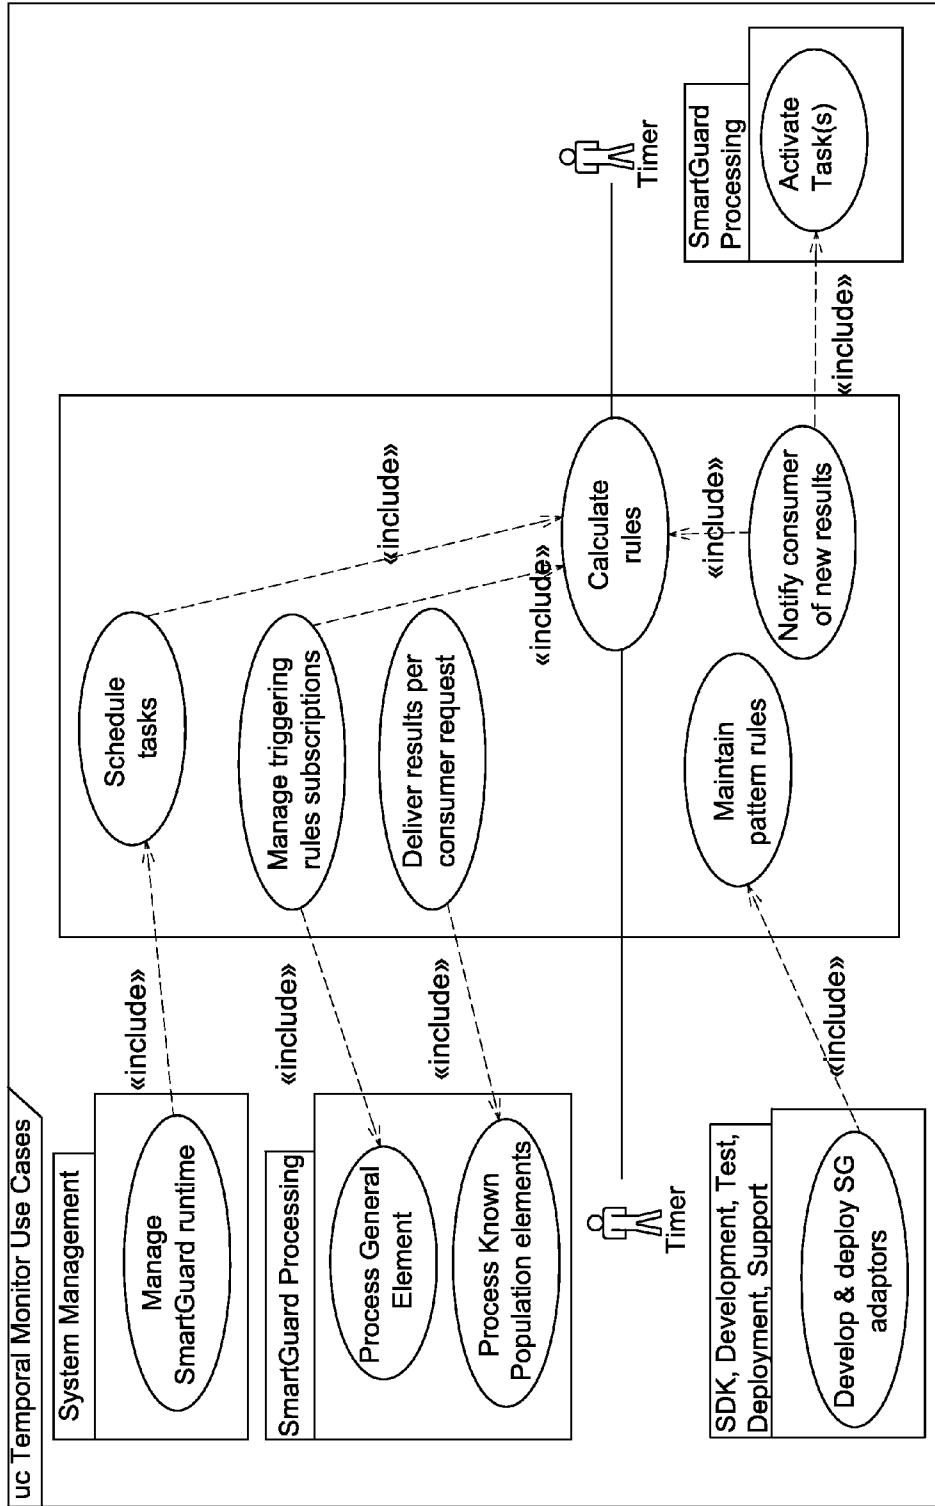 uc Temporal Monitor Use Cases
System Management
Manage
SmartGuard runtime
«include»
Schedule
tasks
«include»
SmartGuard Processing
Process General
Element
«include»
Manage triggering
rules subscriptions
«include»
Process Known
Population elements
«include»
Deliver results per
consumer request
Timer
Calculate
rules
Timer
SDK, Development, Test,
Deployment, Support
Develop & deploy SG
adaptors
«include»
Maintain
pattern rules
«include»
Notify consumer
of new results
«include»
SmartGuard
Processing
Activate
Task(s)